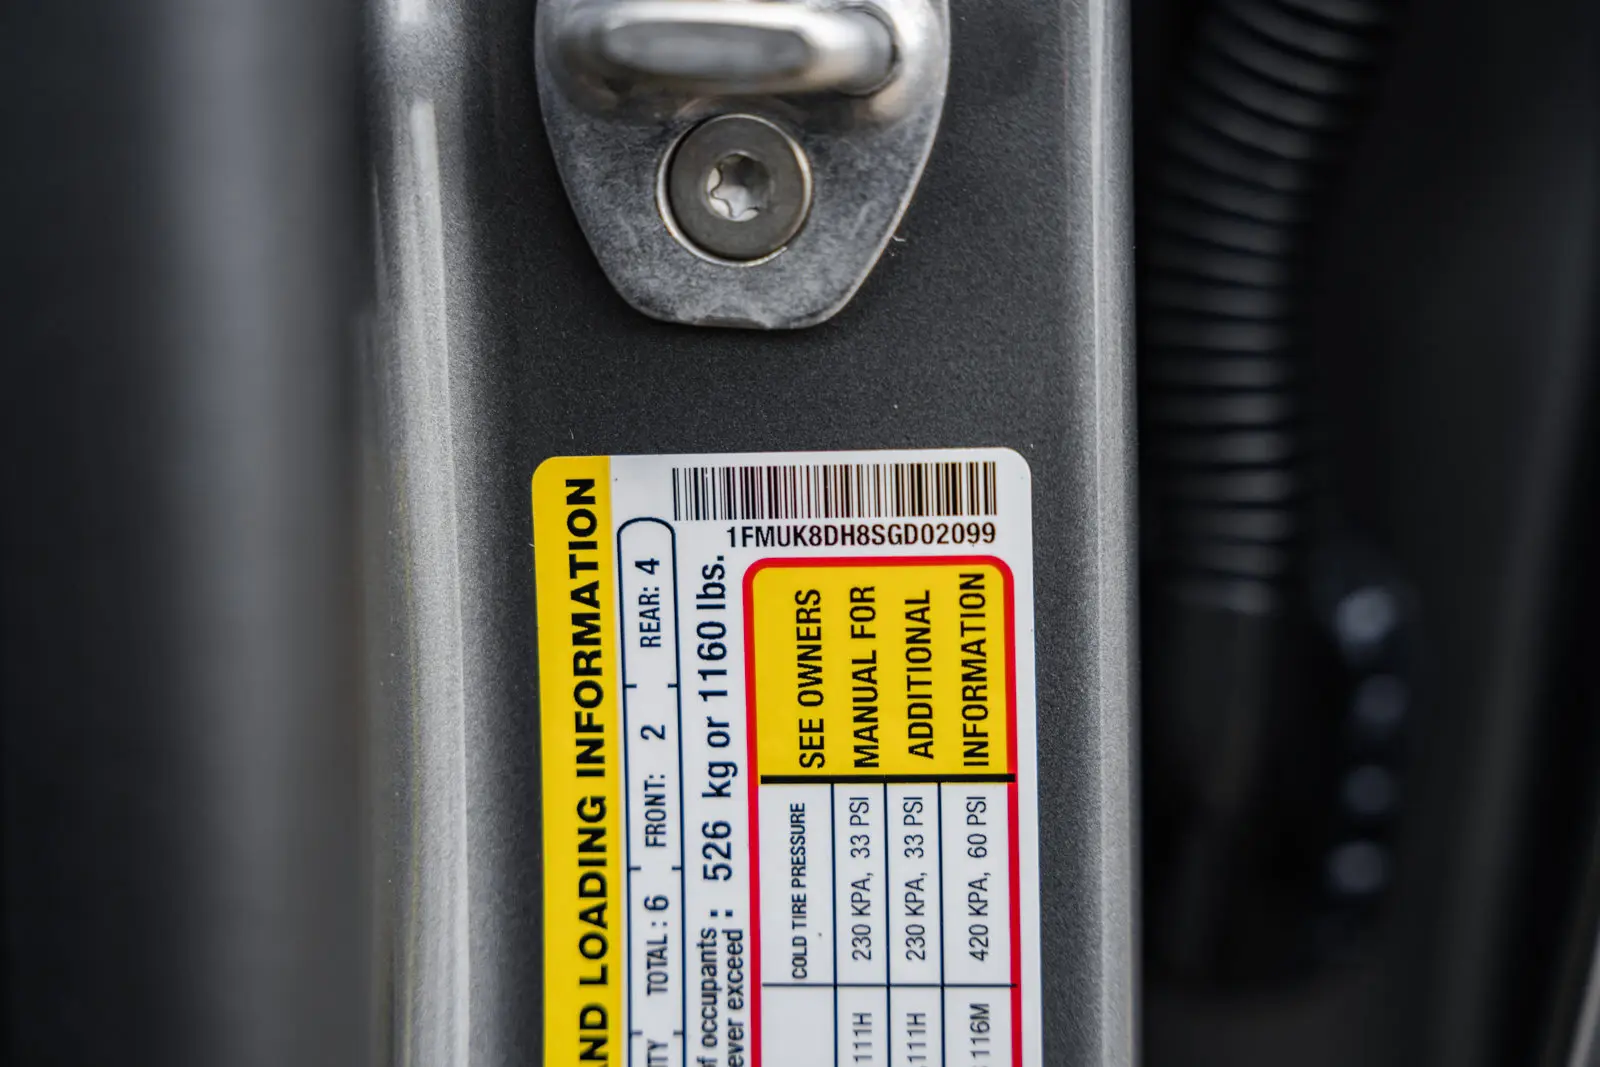 1FMUK8DH8SGD02099
AND LOADING INFORMATION
TOTAL : 6 FRONT: 2 REAR: 4
of occupants : 526 kg or 1160 lbs.
ever exceed :
COLD TIRE PRESSURE
SEE OWNERS
MANUAL FOR
ADDITIONAL
INFORMATION
111H 230 KPA, 33 PSI
111H 230 KPA, 33 PSI
116M 420 KPA, 60 PSI